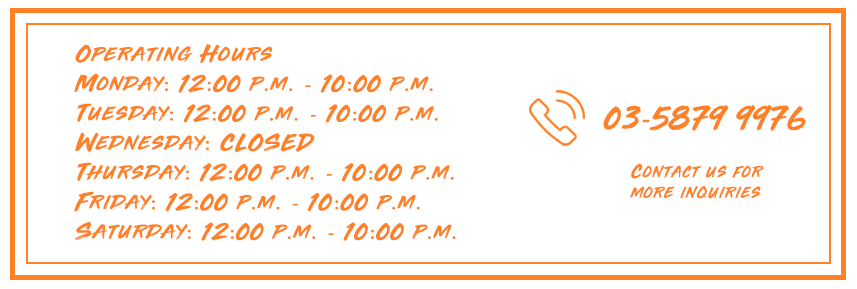 Operating Hours
Monday: 12:00 p.m. - 10:00 p.m.
Tuesday: 12:00 p.m. - 10:00 p.m.
Wednesday: CLOSED
Thursday: 12:00 p.m. - 10:00 p.m.
Friday: 12:00 p.m. - 10:00 p.m.
Saturday: 12:00 p.m. - 10:00 p.m.
03-5879 9976
Contact us for
more inquiries